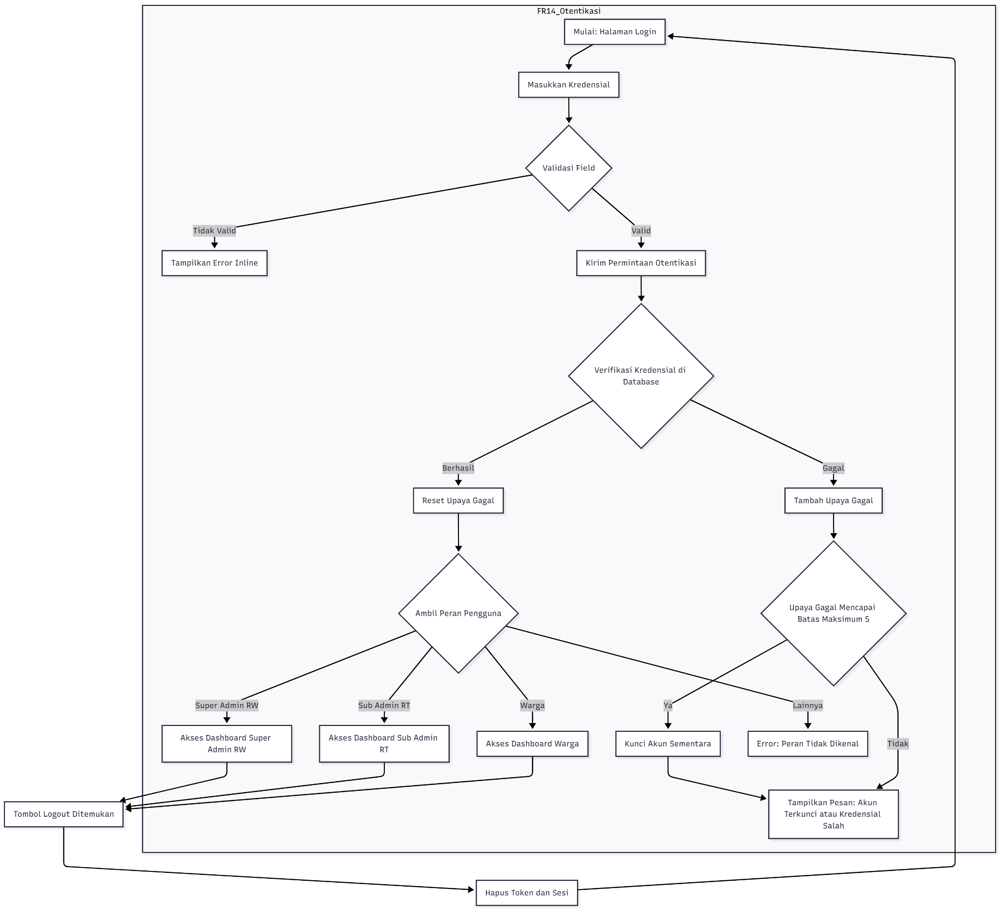 FR14_Otentikasi
Mulai: Halaman Login
Masukkan Kredensial
Validasi Field
Tidak Valid
Valid
Tampilkan Error Inline
Kirim Permintaan Otentikasi
Verifikasi Kredensial di
Database
Berhasil
Gagal
Reset Upaya Gagal
Tambah Upaya Gagal
Ambil Peran Pengguna
Upaya Gagal Mencapai
Batas Maksimum 5
Super Admin RW
Sub Admin RT
Warga
Ya
Lainnya
Akses Dashboard Super
Admin RW
Akses Dashboard Sub Admin
RT
Akses Dashboard Warga
Kunci Akun Sementara
Error: Peran Tidak Dikenal
Tidak
Tombol Logout Ditemukan
Tampilkan Pesan: Akun
Terkunci atau Kredensial
Salah
Hapus Token dan Sesi